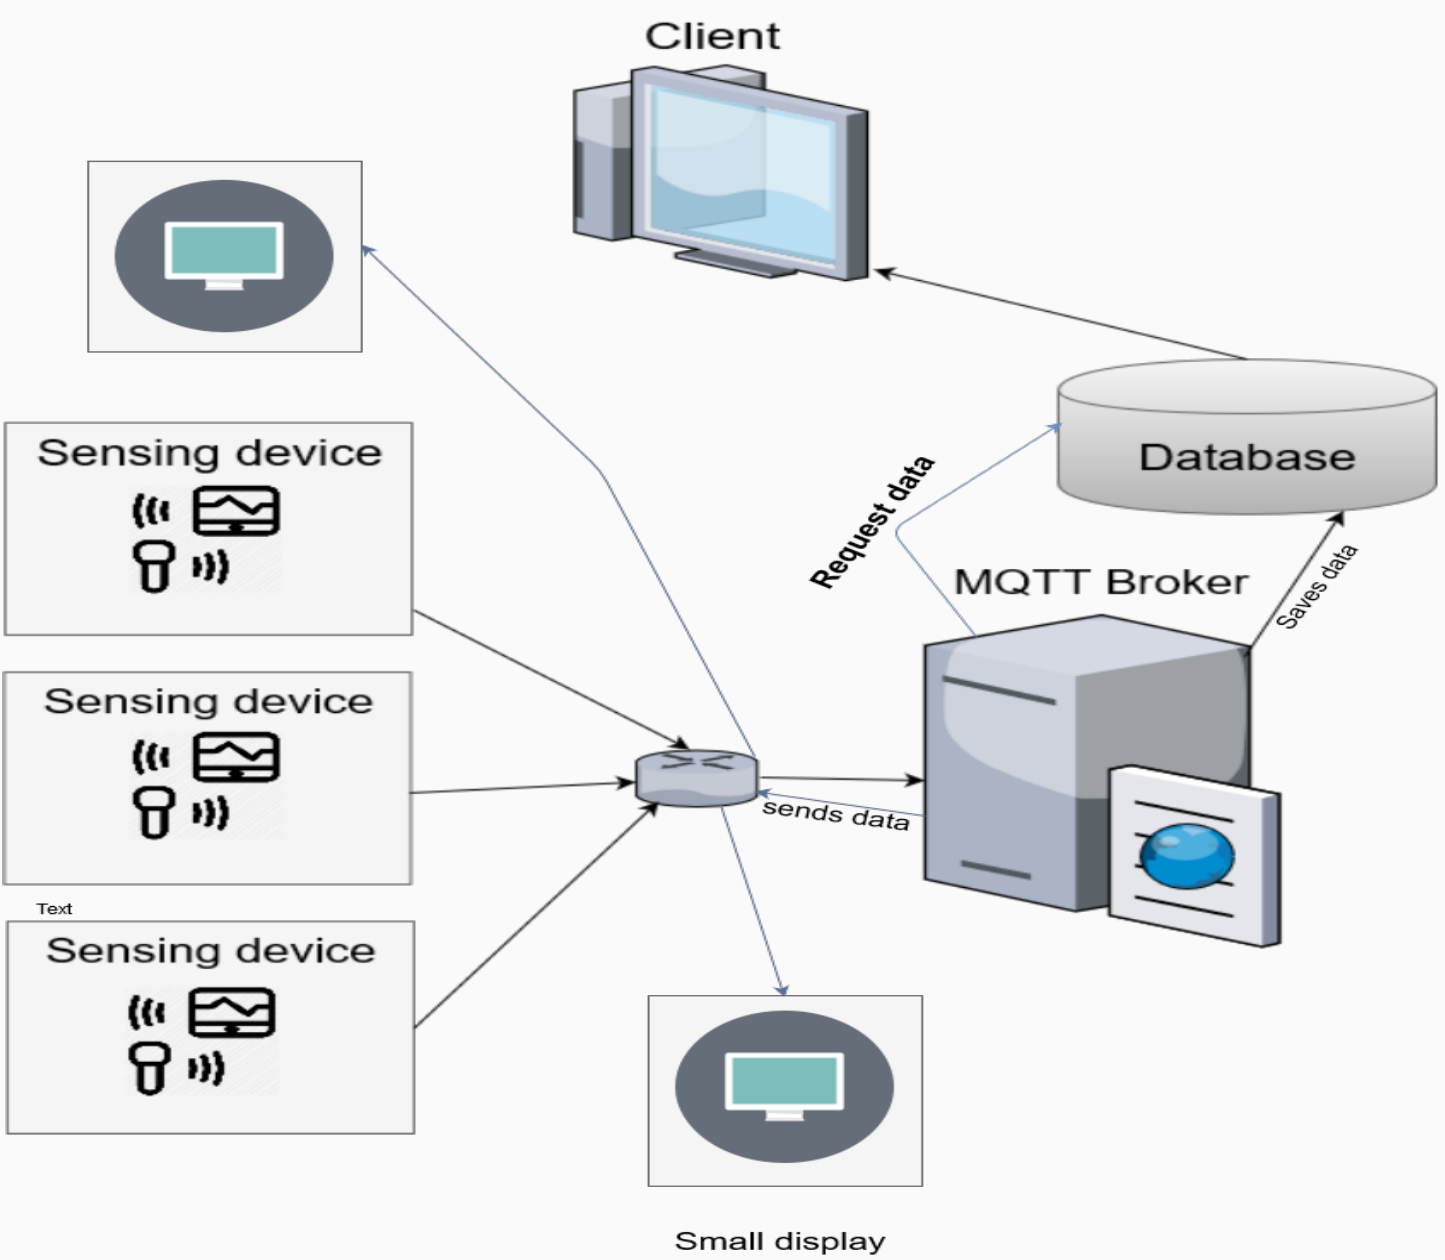 Client
Sensing device
Database
Request data
MQTT Broker
Saves data
Sensing device
sends data
Text
Sensing device
Small display